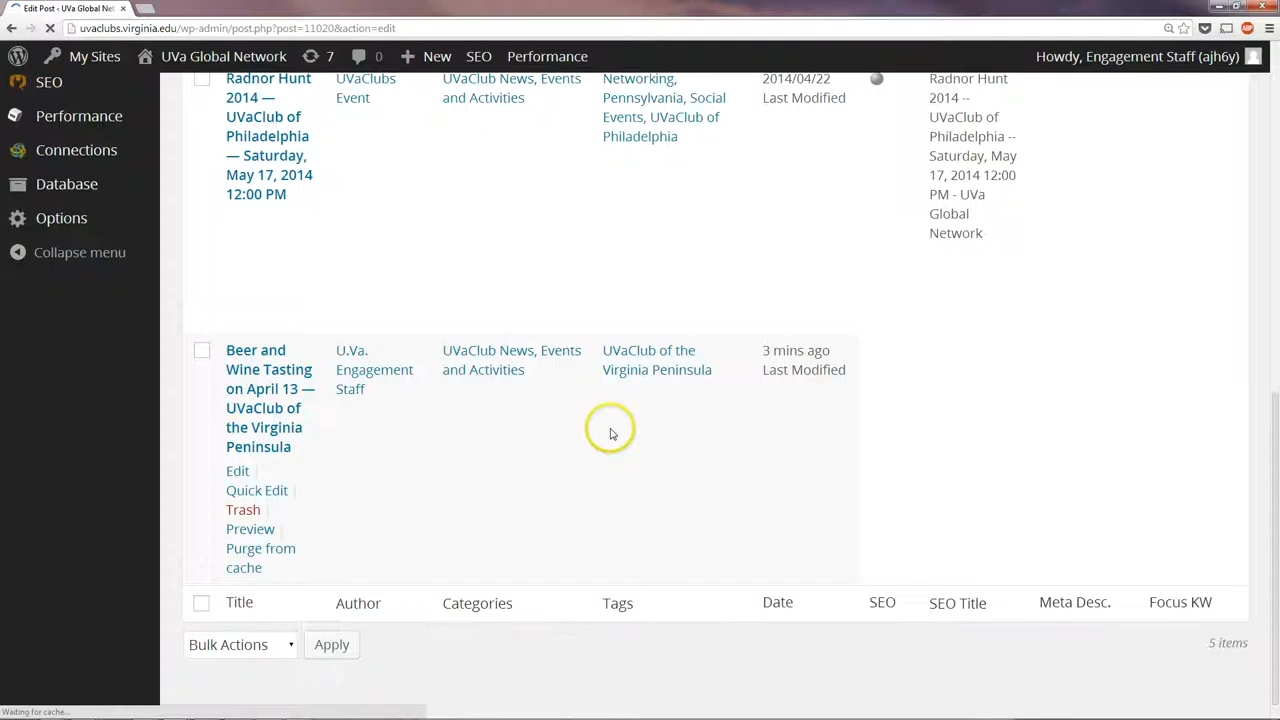 Edit Post ‹ UVa Global Net
uvaclubs.virginia.edu/wp-admin/post.php?post=11020&action=edit
My Sites
UVa Global Network
7
0
New
SEO
Performance
Howdy, Engagement Staff (ajh6y)
SEO
Performance
Connections
Database
Options
Collapse menu
Radnor Hunt
2014 —
UVaClub of
Philadelphia
— Saturday,
May 17, 2014
12:00 PM
UVaClubs
Event
UVaClub News, Events
and Activities
Networking,
Pennsylvania, Social
Events, UVaClub of
Philadelphia
2014/04/22
Last Modified
Radnor Hunt
2014 --
UVaClub of
Philadelphia --
Saturday, May
17, 2014 12:00
PM - UVa
Global
Network
Beer and
Wine Tasting
on April 13 —
UVaClub of
the Virginia
Peninsula
Edit |
Quick Edit |
Trash |
Preview |
Purge from
cache
U.Va.
Engagement
Staff
UVaClub News, Events
and Activities
UVaClub of the
Virginia Peninsula
3 mins ago
Last Modified
Title
Author
Categories
Tags
Date
SEO
SEO Title
Meta Desc.
Focus KW
Bulk Actions
Apply
5 items
Waiting for cache...